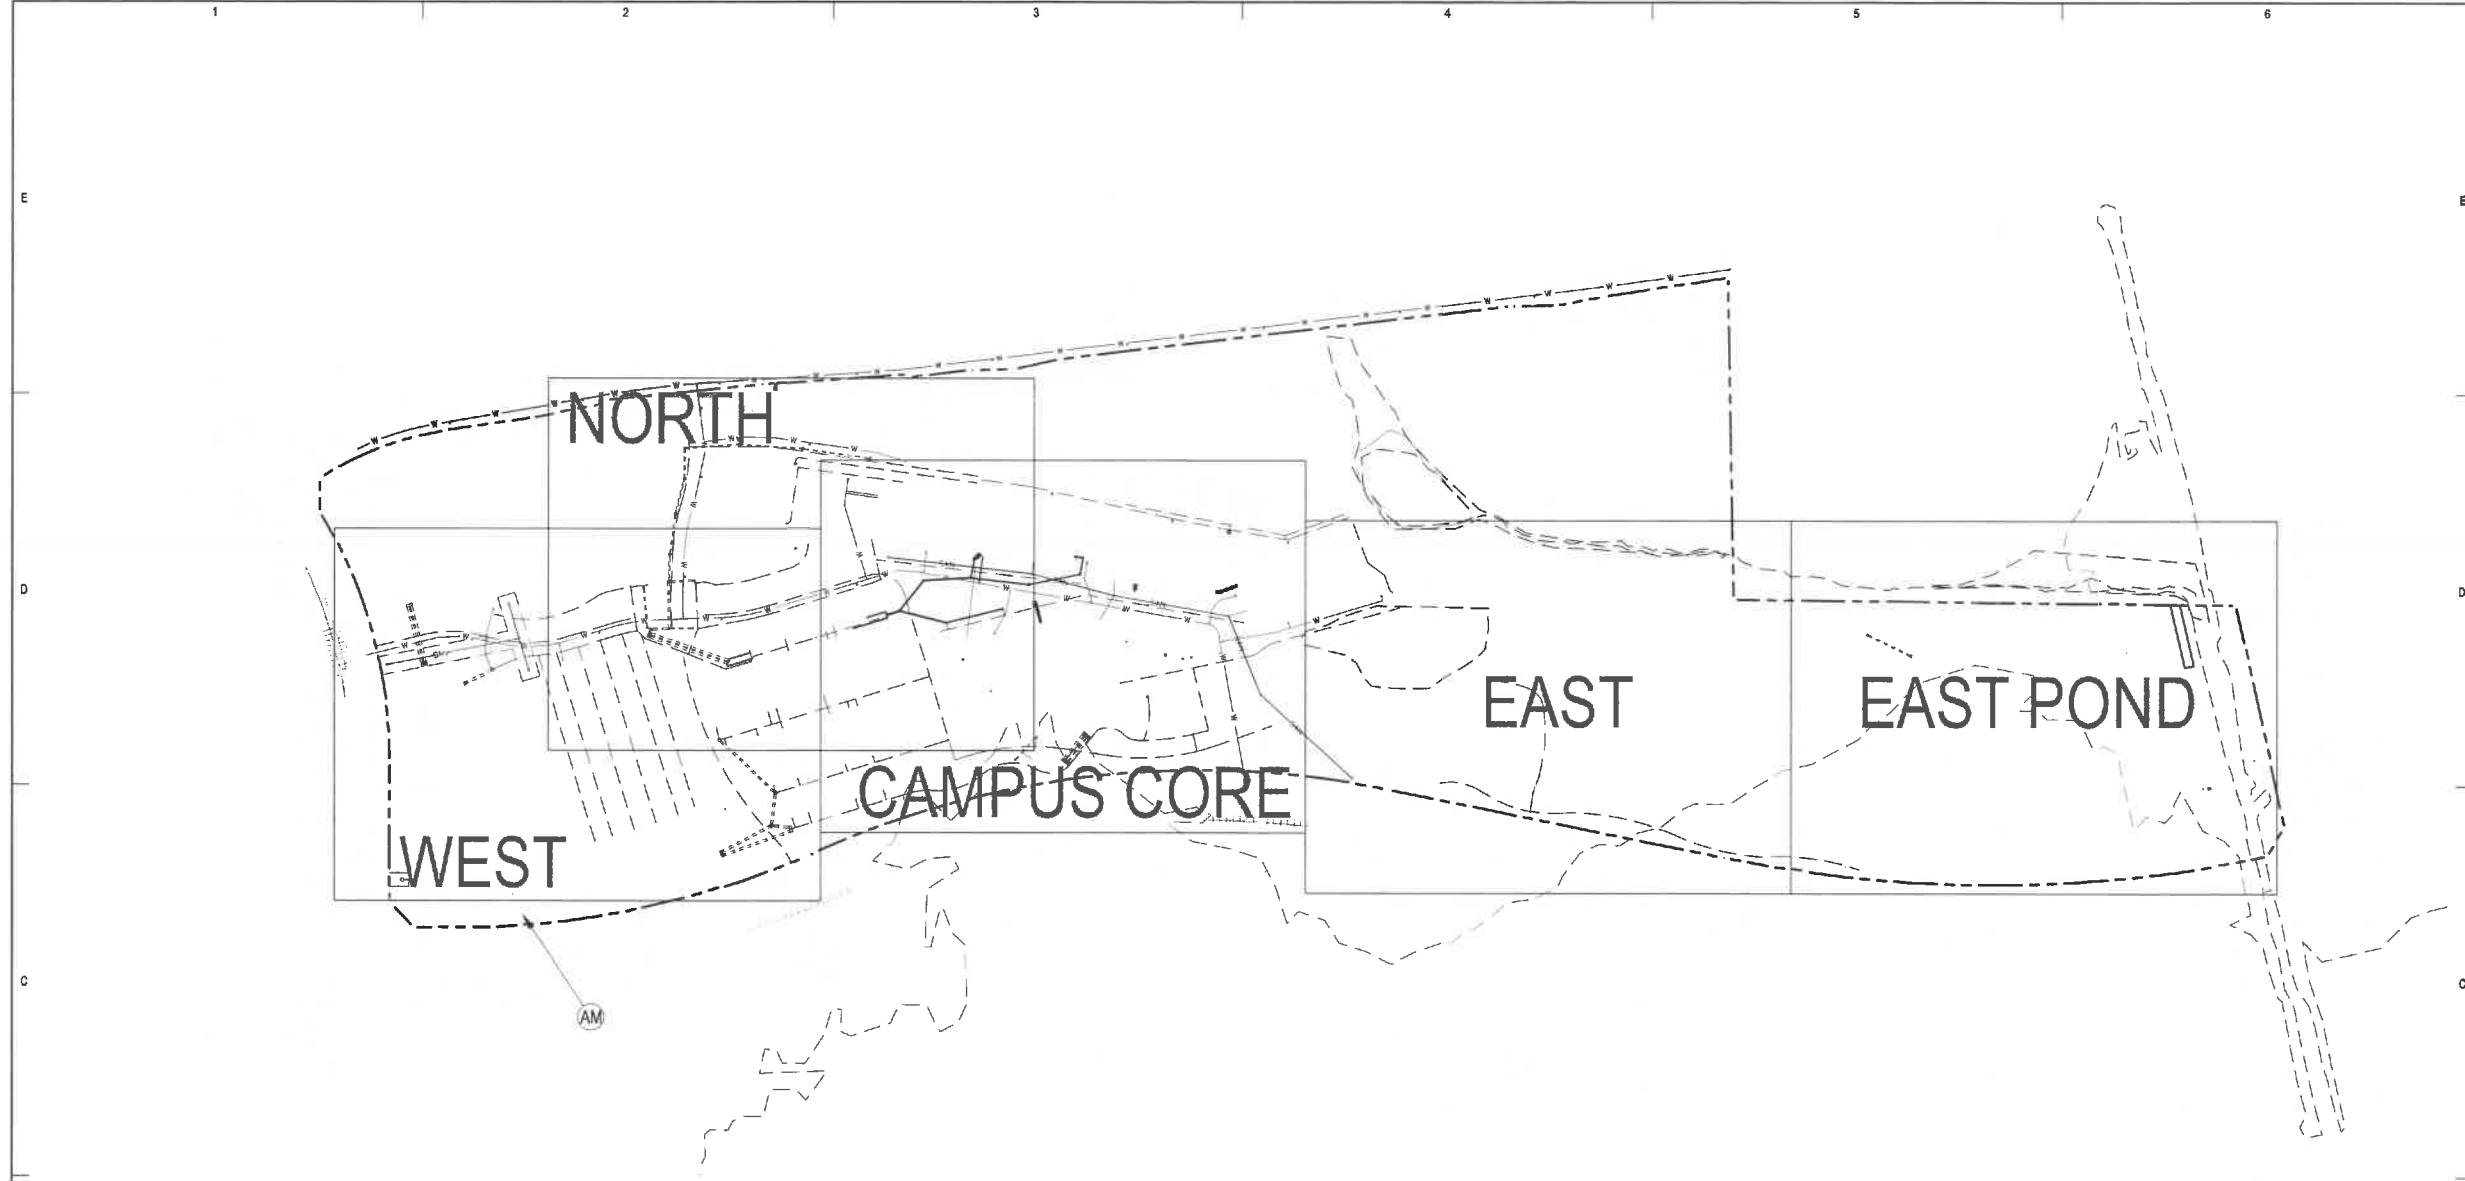 1 2 3 4 5 6
E E
NORTH
D D
EAST EAST POND
CAMPUS CORE
WEST
C C
AM